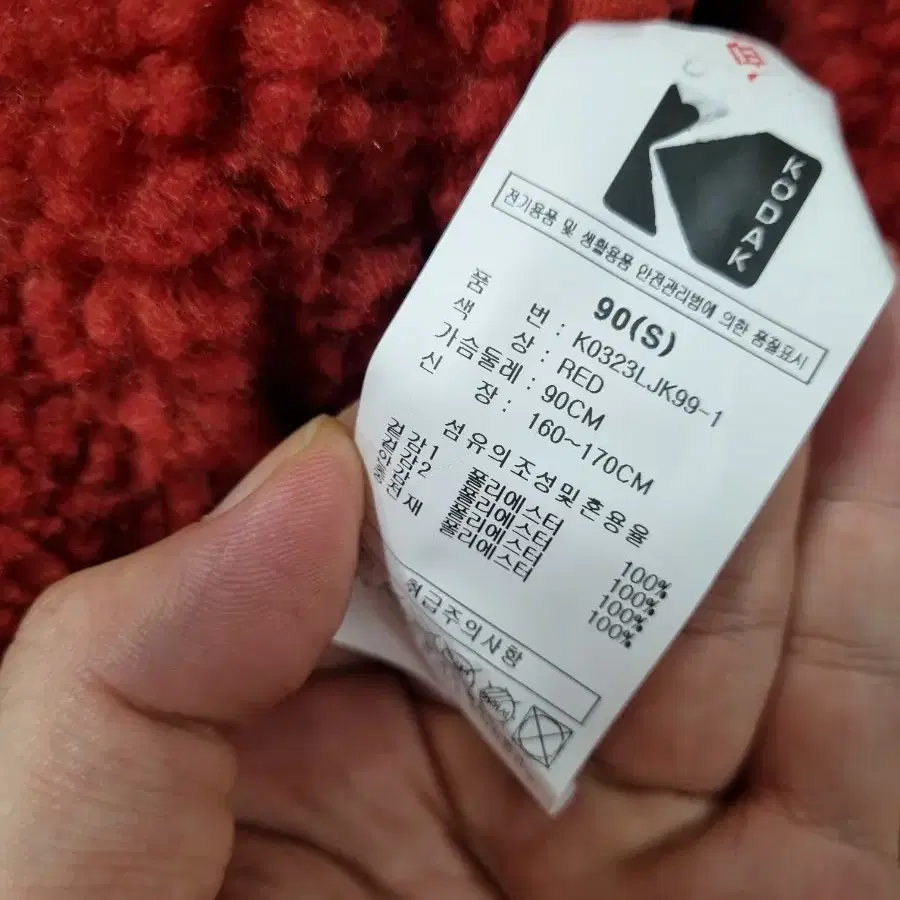 KODAK
전기용품 및 생활용품 안전관리법에 의한 품질표시
90(S)
품 번 : K0323LJK99-1
색 상 : RED
가슴둘레 : 90CM
신 장 : 160~170CM
섬유의조성및혼용율
겉감1 폴리에스터 100%
겉감2 폴리에스터 100%
안감 폴리에스터 100%
충전재 폴리에스터 100%
취급주의사항